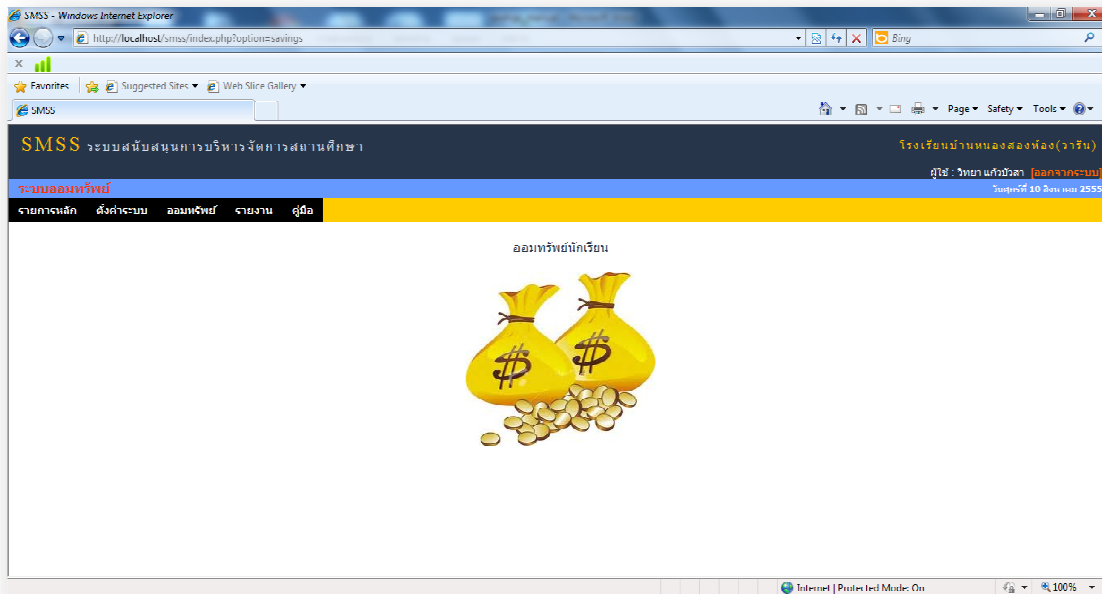 SMSS - Windows Internet Explorer
http://localhost/smss/index.php?option=savings
Bing
Favorites Suggested Sites Web Slice Gallery
SMSS Page Safety Tools
SMSS ระบบสนับสนุนการบริหารจัดการสถานศึกษา โรงเรียนบ้านหนองสองห้อง(วารัน)
ผู้ใช้ : วิทยา แก้วบัวสา [ออกจากระบบ]
ระบบออมทรัพย์ วันศุกร์ที่ 10 สิงหาคม 2555
รายการหลัก ตั้งค่าระบบ ออมทรัพย์ รายงาน คู่มือ
ออมทรัพย์นักเรียน
$ $
Internet | Protected Mode: On 100%